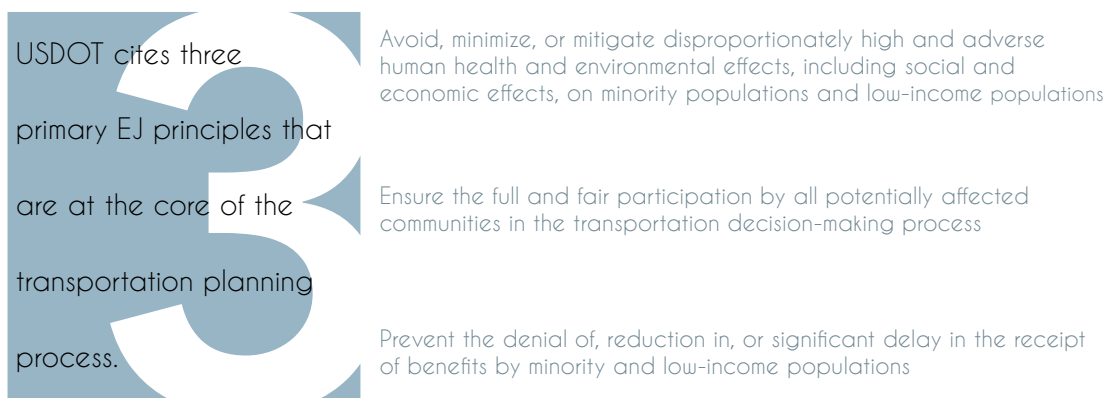 USDOT cites three
primary EJ principles that
are at the core of the
transportation planning
process.
3
Avoid, minimize, or mitigate disproportionately high and adverse
human health and environmental effects, including social and
economic effects, on minority populations and low-income populations
Ensure the full and fair participation by all potentially affected
communities in the transportation decision-making process
Prevent the denial of, reduction in, or significant delay in the receipt
of benefits by minority and low-income populations